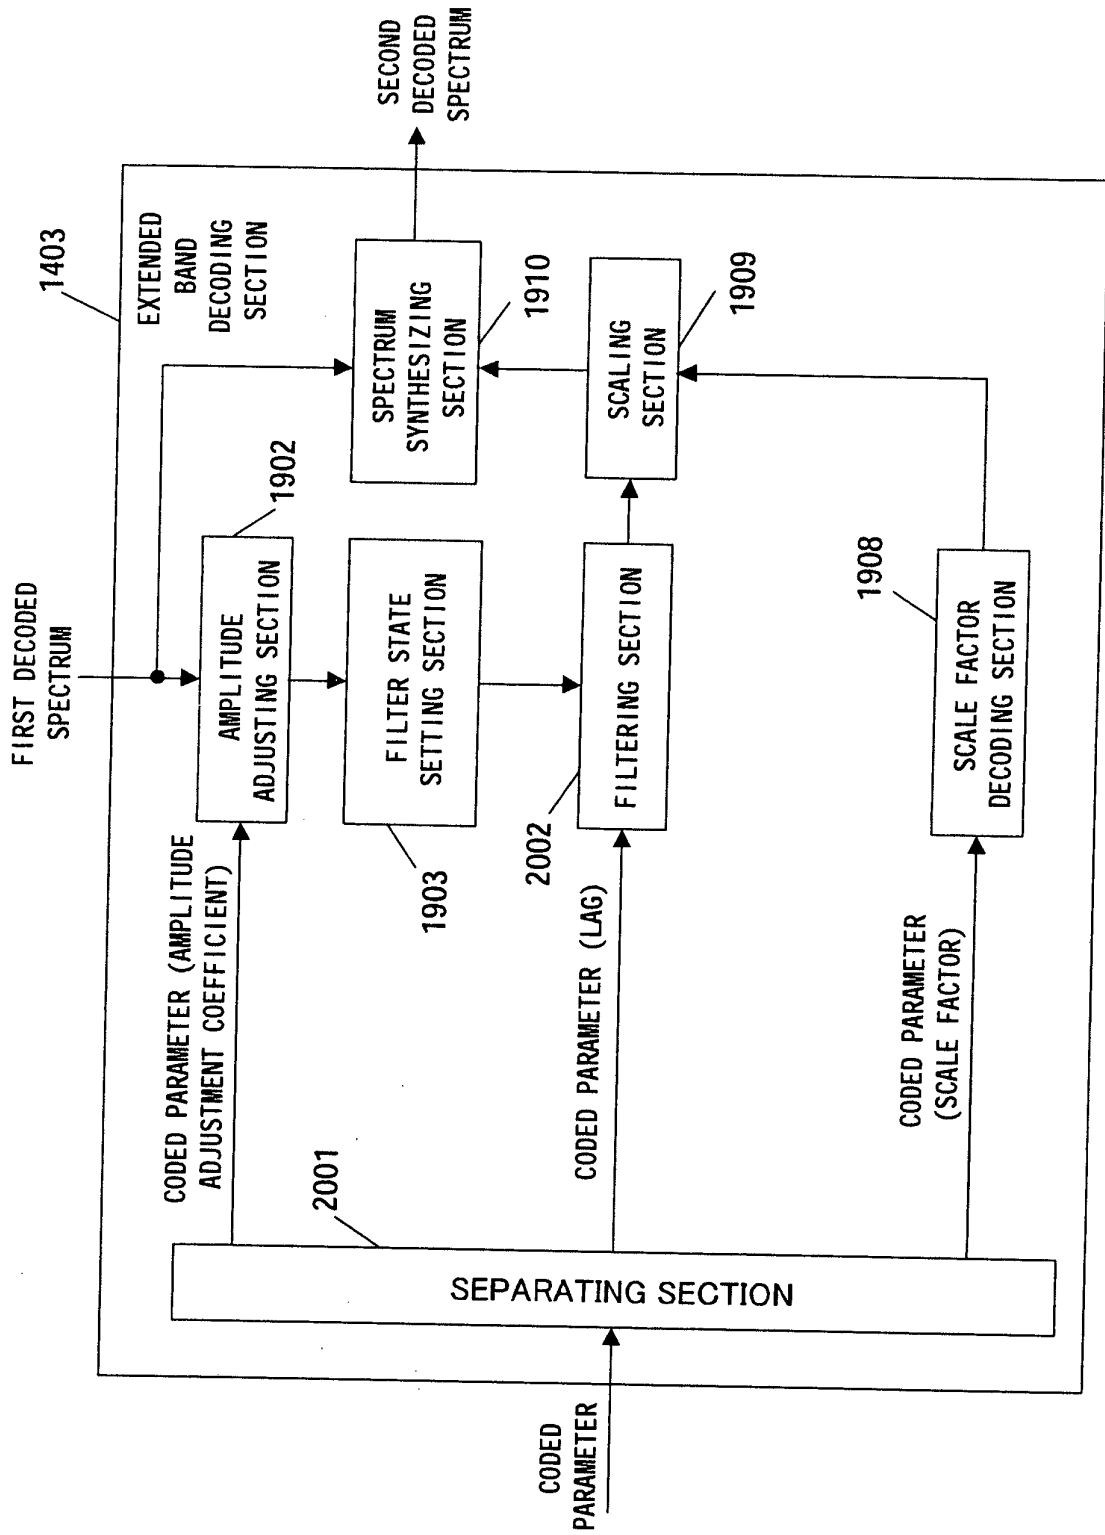 FIRST DECODED
SPECTRUM
1403
EXTENDED
BAND
DECODING
SECTION
SECOND
DECODED
SPECTRUM
CODED PARAMETER (AMPLITUDE
ADJUSTMENT COEFFICIENT)
AMPLITUDE
ADJUSTING SECTION
1902
2001
1903
FILTER STATE
SETTING SECTION
SPECTRUM
SYNTHESIZING
SECTION
1910
CODED
PARAMETER
SEPARATING SECTION
CODED PARAMETER (LAG)
2002
FILTERING SECTION
SCALING
SECTION
1909
CODED PARAMETER
(SCALE FACTOR)
1908
SCALE FACTOR
DECODING SECTION